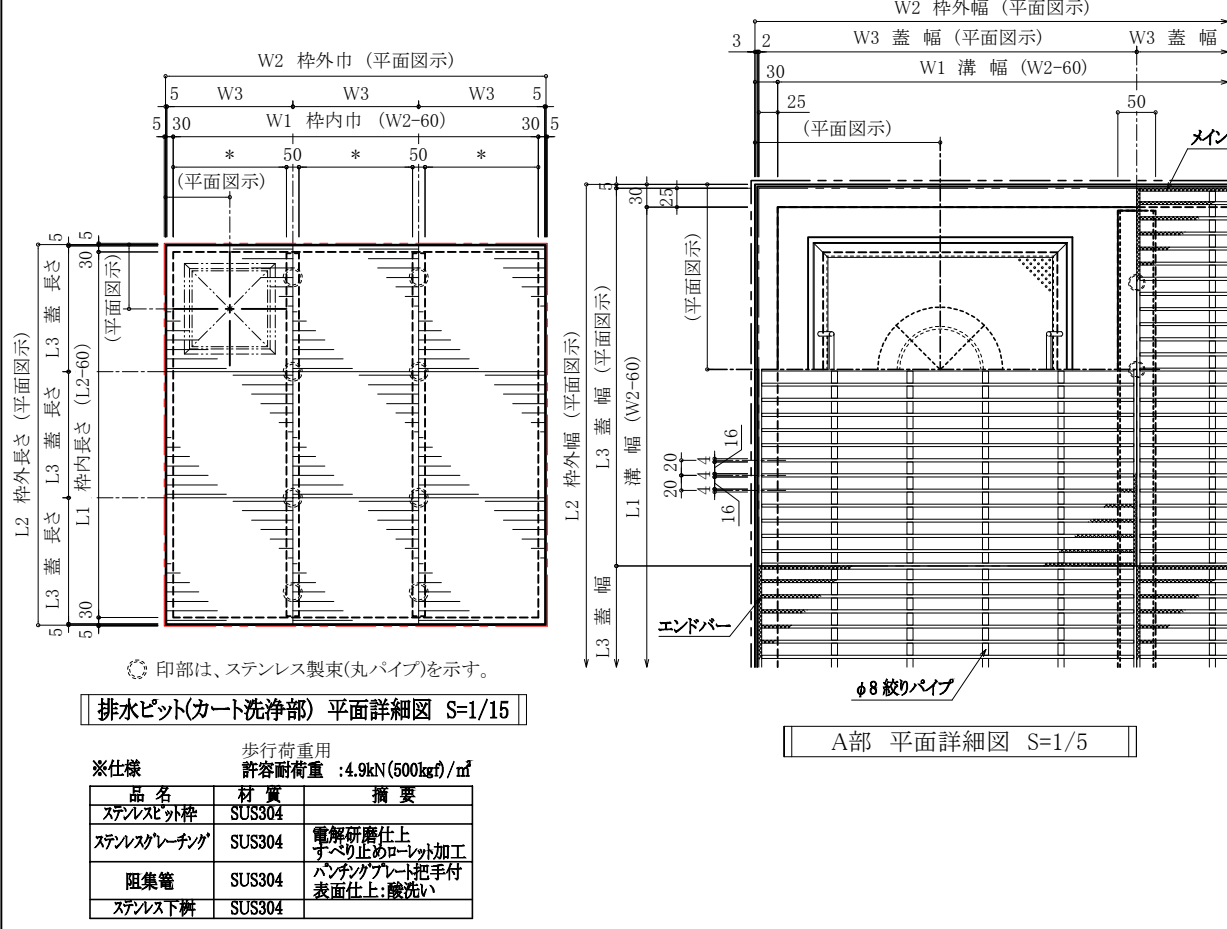 W2 枠外巾 (平面図示)
5 W3 W3 W3 5
5 30 W1 枠内巾 (W2-60) 30 5
* 50 * 50 *
(平面図示)
5 5
30
(平面図示)
L2 枠外長さ (平面図示)
L3 蓋 長さ
L3 蓋 長さ
L3 蓋 長さ
L1 枠内長さ (L2-60)
30
5 5
印部は、ステンレス製束(丸パイプ)を示す。
排水ピット(カート洗浄部) 平面詳細図 S=1/15
W2 枠外幅 (平面図示)
3 2 W3 蓋 幅 (平面図示) W3 蓋 幅
30 W1 溝 幅 (W2-60)
25 50
(平面図示)
メイン
5
30
25
(平面図示)
L2 枠外幅 (平面図示)
L3 蓋 幅 (平面図示)
L1 溝 幅 (W2-60)
L3 蓋 幅
16
20 20
4 4 4
16
エンドバー
φ8 絞りパイプ
A部 平面詳細図 S=1/5
歩行荷重用
※仕様 許容耐荷重 :4.9kN(500kgf)/㎡
品 名 材 質 摘 要
ステンレスピット枠 SUS304
ステンレスグレーチング SUS304 電解研磨仕上
すべり止めローレット加工
阻集篭 SUS304 パンチングプレート把手付
表面仕上:酸洗い
ステンレス下桝 SUS304